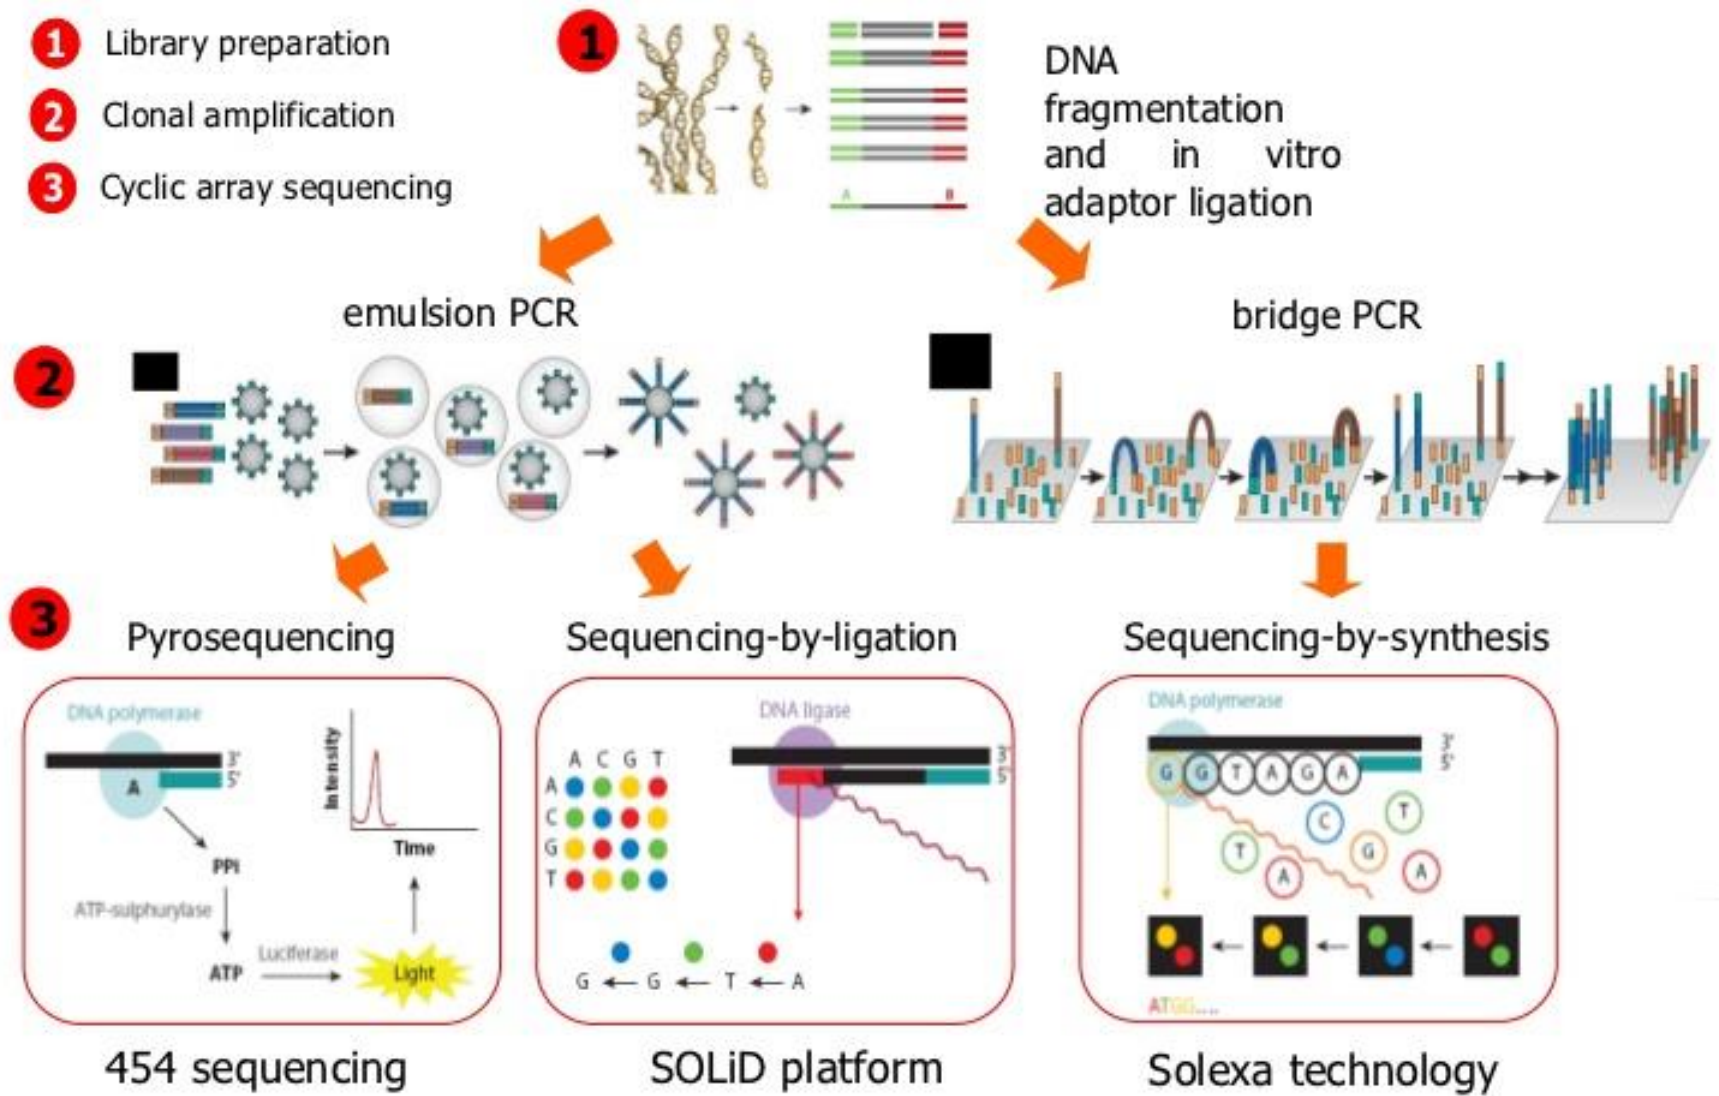 1 Library preparation
2 Clonal amplification
3 Cyclic array sequencing
1
A B
DNA
fragmentation
and in vitro
adaptor ligation
emulsion PCR
bridge PCR
2
3
Pyrosequencing
DNA polymerase
3'
5'
A
PPi
ATP-sulphurylase
ATP
Luciferase
Light
Intensity
Time
454 sequencing
Sequencing-by-ligation
DNA ligase
3'
5'
A C G T
A
C
G
T
G G T A
SOLiD platform
Sequencing-by-synthesis
DNA polymerase
3'
5'
G G T A G A
C T
T G
A A
ATGG....
Solexa technology